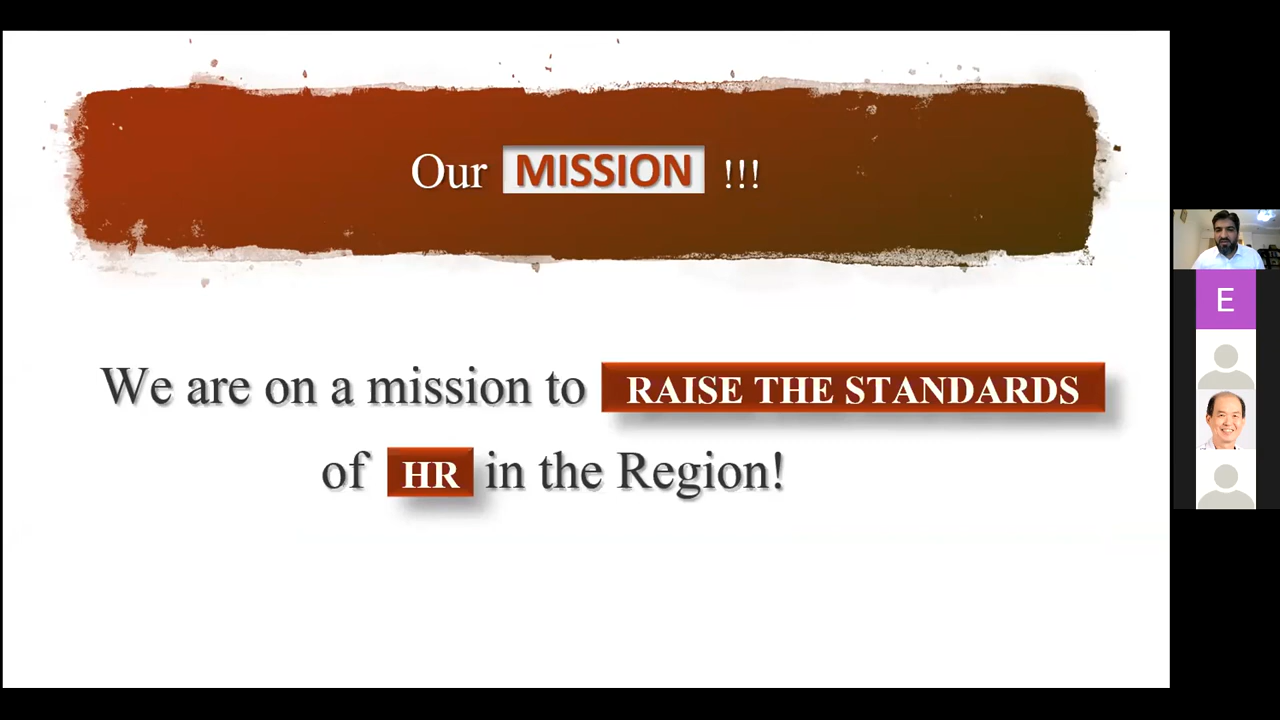 Our MISSION !!!
We are on a mission to RAISE THE STANDARDS
of HR in the Region!
E